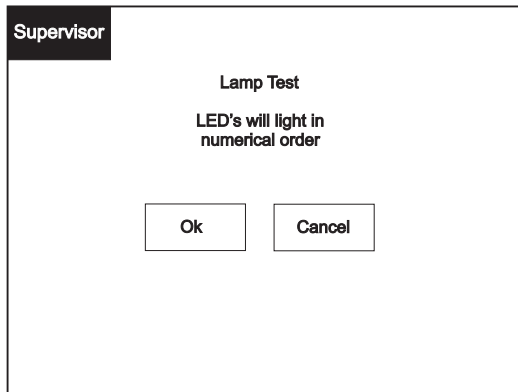 Supervisor
Lamp Test
LED's will light in
numerical order
Ok
Cancel